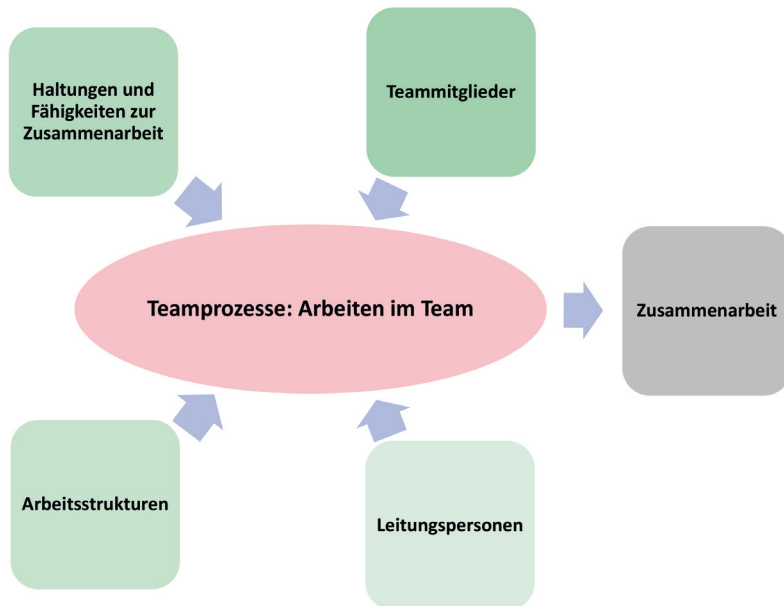 Haltungen und
Fähigkeiten zur
Zusammenarbeit
Teammitglieder
Teamprozesse: Arbeiten im Team
Zusammenarbeit
Arbeitsstrukturen
Leitungspersonen